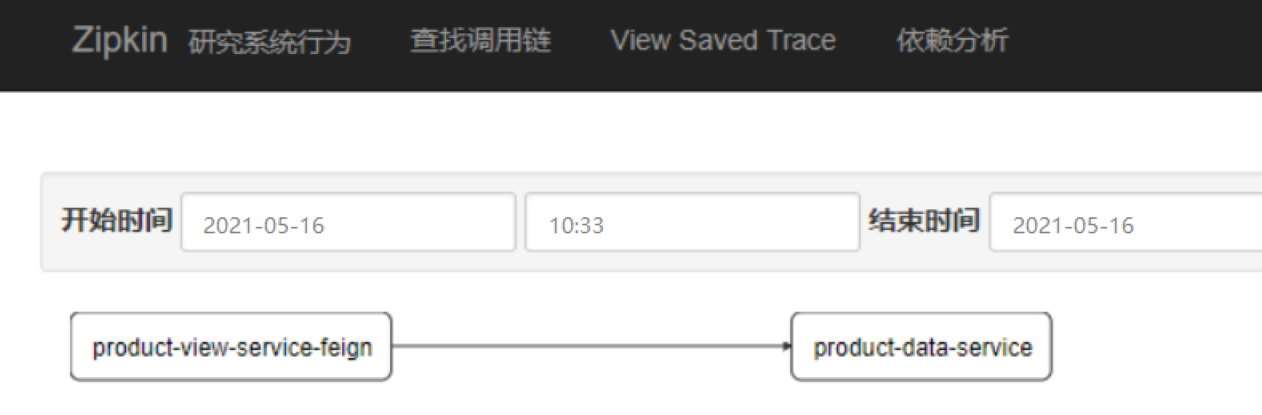 Zipkin 研究系统行为 查找调用链 View Saved Trace 依赖分析
开始时间 2021-05-16 10:33 结束时间 2021-05-16
product-view-service-feign product-data-service